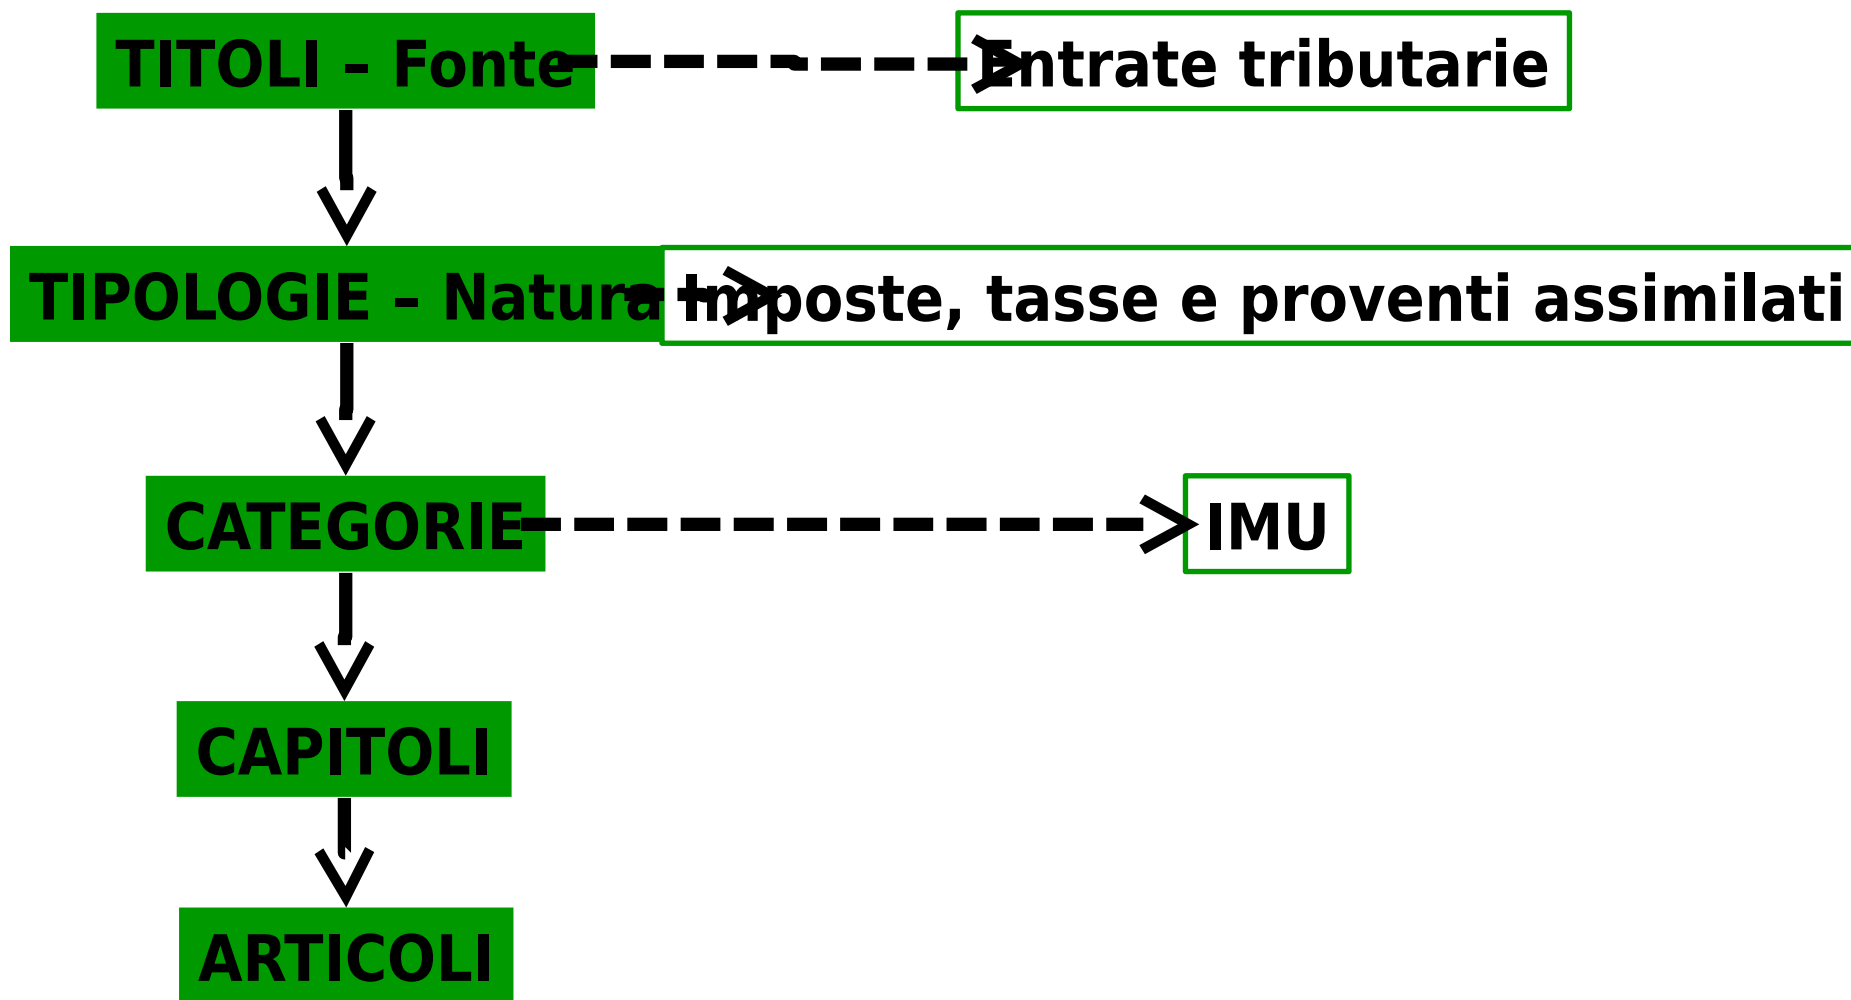 TITOLI – Fonte
Entrate tributarie
TIPOLOGIE – Natura
Imposte, tasse e proventi assimilati
CATEGORIE
IMU
CAPITOLI
ARTICOLI